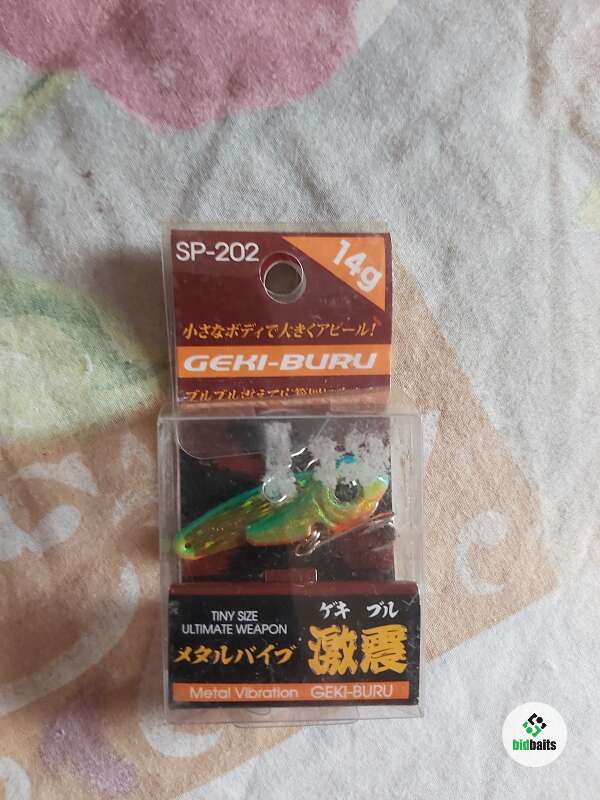 SP-202
14g
小さなボディで大きくアピール!
GEKI-BURU
TINY SIZE
ULTIMATE WEAPON
ゲキ ブル
メタルバイブ 激震
Metal Vibration GEKI-BURU
bidbaits